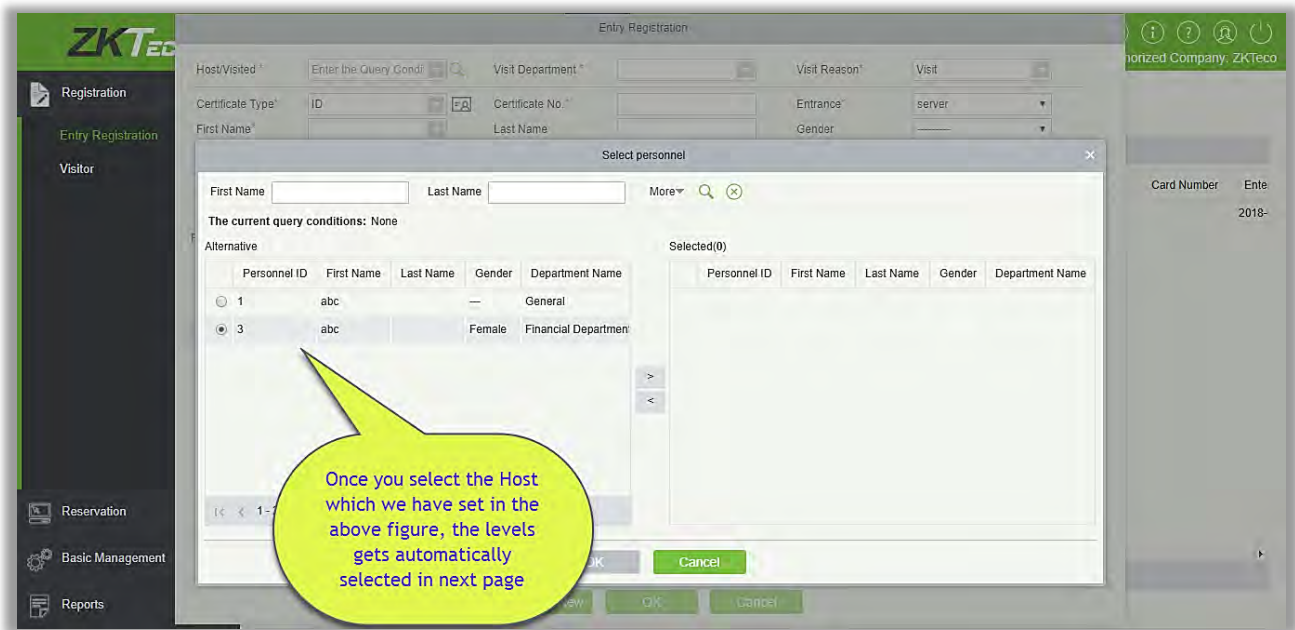 ZKTEC
Entry Registration
horized Company: ZKTeco
Host/Visited * Enter the Query Condi Visit Department * Visit Reason* Visit
Registration
Certificate Type* ID Certificate No.* Entrance* server
First Name* Last Name Gender ———
Entry Registration
Select personnel
Visitor
First Name Last Name More
Card Number Ente
The current query conditions: None
2018-
Alternative Selected(0)
Personnel ID First Name Last Name Gender Department Name
Personnel ID First Name Last Name Gender Department Name
1 abc — General
3 abc Female Financial Departmen
>
<
Once you select the Host
which we have set in the
above figure, the levels
gets automatically
selected in next page
Reservation
1-
Basic Management
Cancel
Reports
OK Cancel